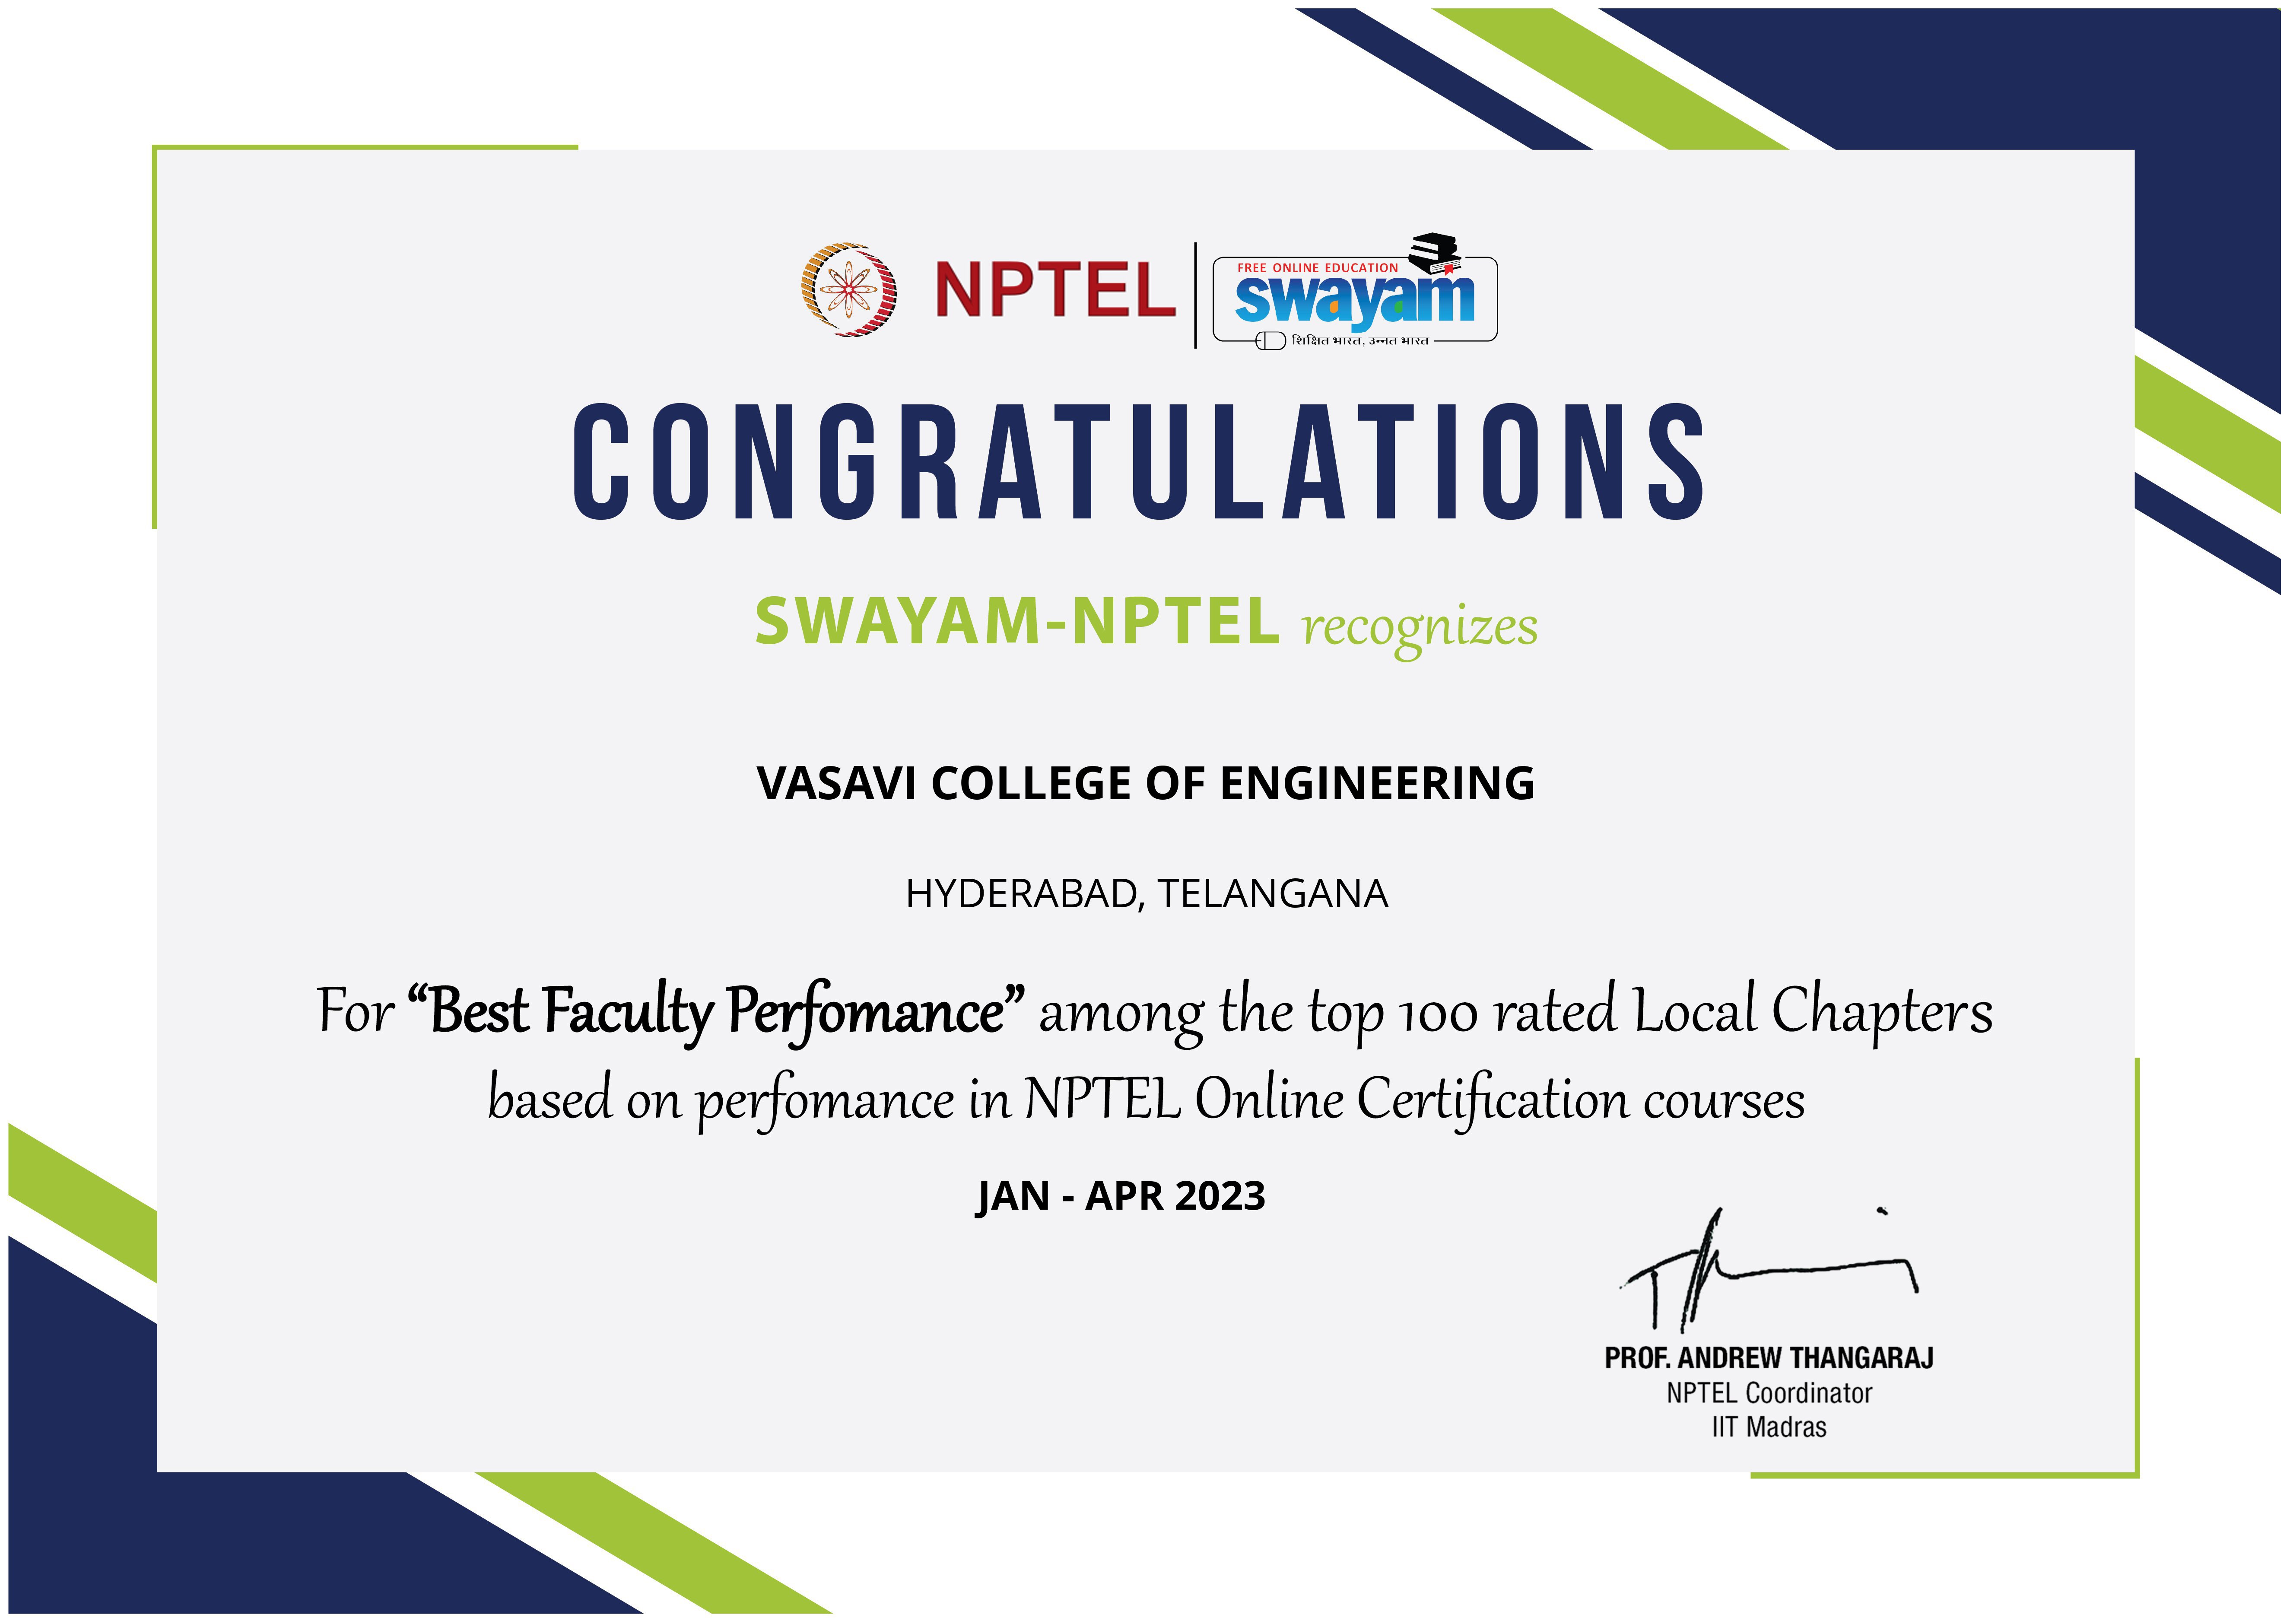 NPTEL
FREE ONLINE EDUCATION
swayam
शिक्षित भारत, उन्नत भारत
CONGRATULATIONS
SWAYAM-NPTEL recognizes
VASAVI COLLEGE OF ENGINEERING
HYDERABAD, TELANGANA
For “Best Faculty Perfomance” among the top 100 rated Local Chapters
based on perfomance in NPTEL Online Certification courses
JAN - APR 2023
PROF. ANDREW THANGARAJ
NPTEL Coordinator
IIT Madras